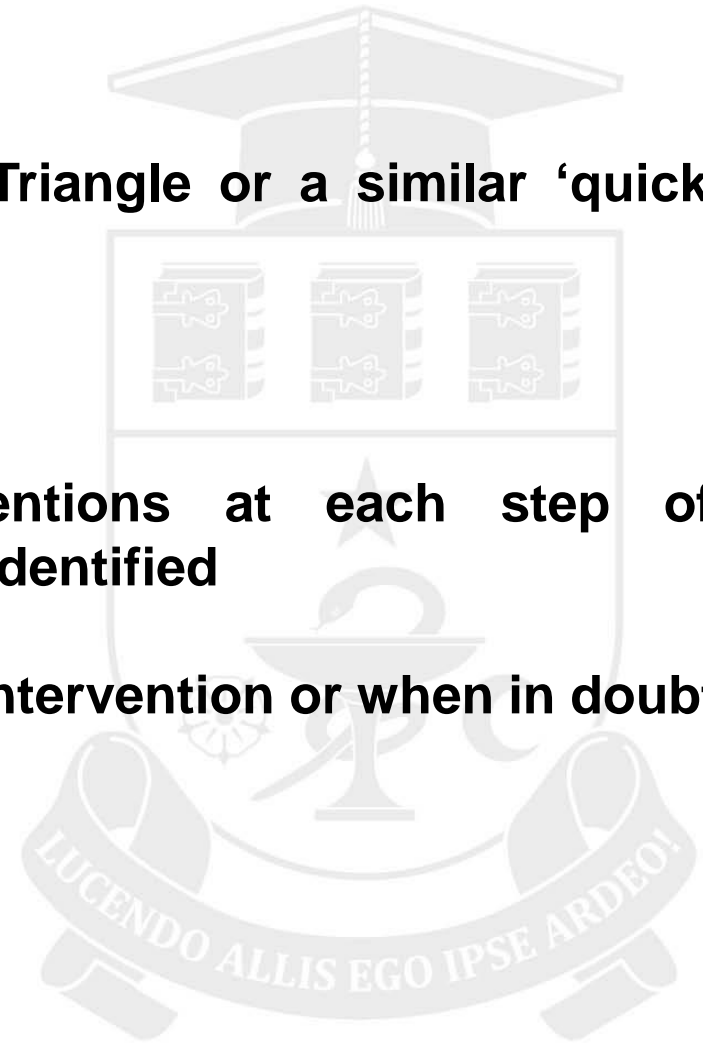 Triangle or a similar ‘quick
entions at each step of
dentified
ntervention or when in doubt
LUCENDO ALLIS EGO IPSE ARDEO!